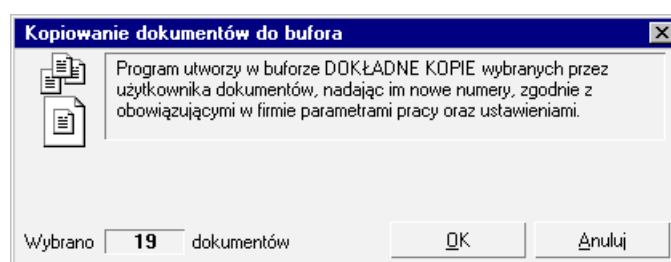 Kopiowanie dokumentów do bufora
Program utworzy w buforze DOKŁADNE KOPIE wybranych przez
użytkownika dokumentów, nadając im nowe numery, zgodnie z
obowiązującymi w firmie parametrami pracy oraz ustawieniami.
Wybrano 19 dokumentów OK Anuluj